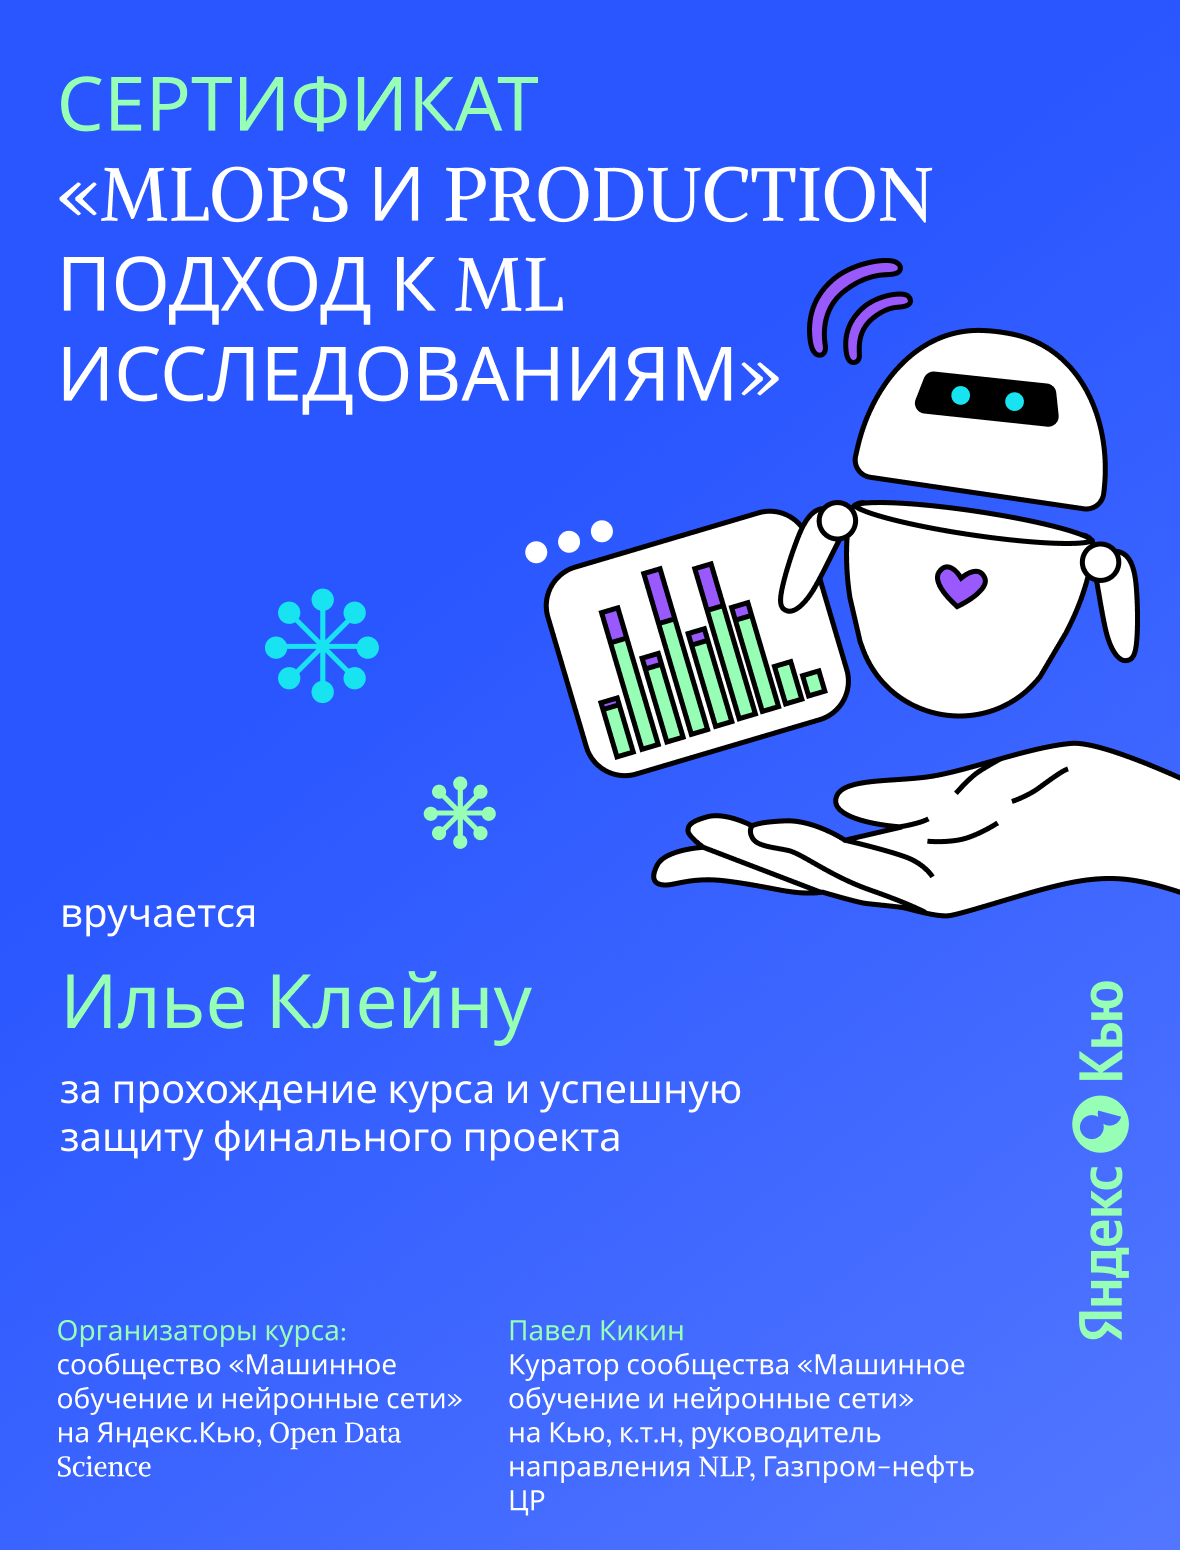 СЕРТИФИКАТ
«MLOPS И PRODUCTION
ПОДХОД К ML
ИССЛЕДОВАНИЯМ»
вручается
Илье Клейну
за прохождение курса и успешную
защиту финального проекта
Яндекс Кью
Организаторы курса:
сообщество «Машинное
обучение и нейронные сети»
на Яндекс.Кью, Open Data
Science
Павел Кикин
Куратор сообщества «Машинное
обучение и нейронные сети»
на Кью, к.т.н, руководитель
направления NLP, Газпром-нефть
ЦР